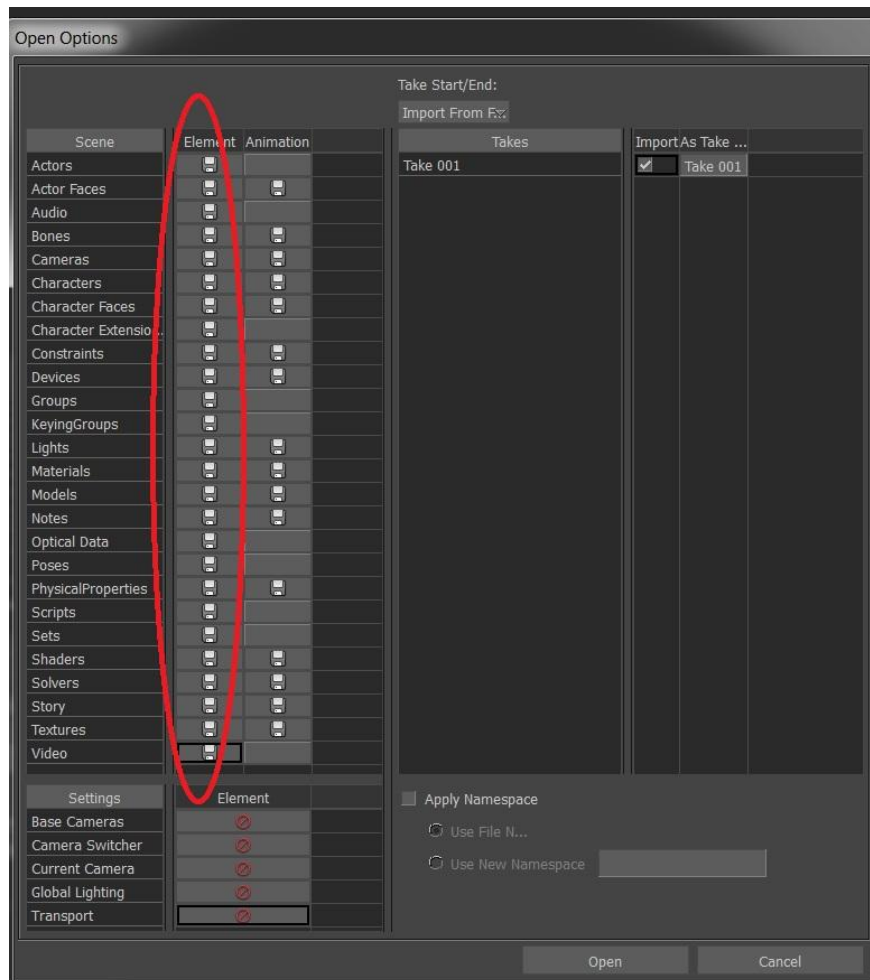 Open Options
Take Start/End:
Import From F...
Scene Element Animation
Actors
Actor Faces
Audio
Bones
Cameras
Characters
Character Faces
Character Extensio...
Constraints
Devices
Groups
KeyingGroups
Lights
Materials
Models
Notes
Optical Data
Poses
PhysicalProperties
Scripts
Sets
Shaders
Solvers
Story
Textures
Video
Takes Import As Take ...
Take 001 Take 001
Settings Element
Base Cameras
Camera Switcher
Current Camera
Global Lighting
Transport
Apply Namespace
Use File N...
Use New Namespace
Open Cancel